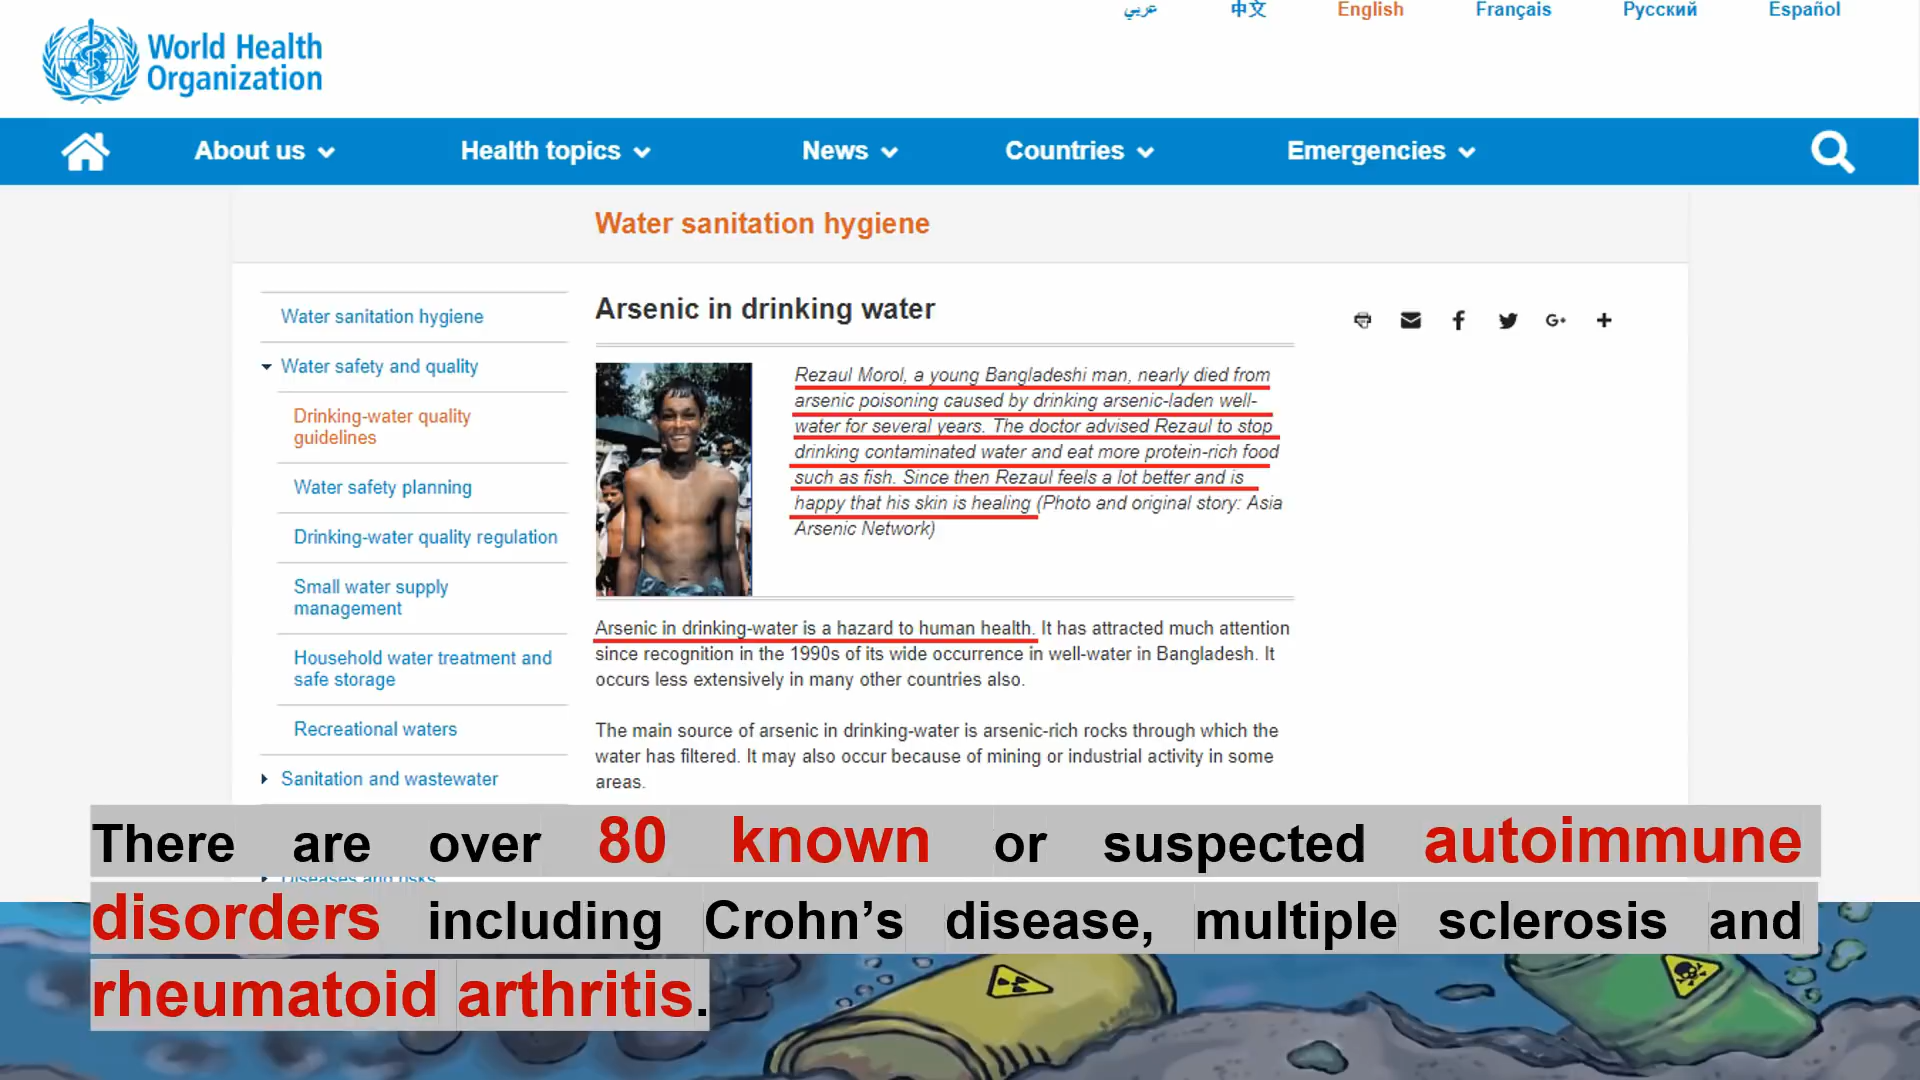 عربي
中文
English
Français
Русский
Español
World Health
Organization
About us
Health topics
News
Countries
Emergencies
Water sanitation hygiene
Water sanitation hygiene
Water safety and quality
Drinking-water quality
guidelines
Water safety planning
Drinking-water quality regulation
Small water supply
management
Household water treatment and
safe storage
Recreational waters
Sanitation and wastewater
Diseases and risks
Arsenic in drinking water
G+
Rezaul Morol, a young Bangladeshi man, nearly died from
arsenic poisoning caused by drinking arsenic-laden well-
water for several years. The doctor advised Rezaul to stop
drinking contaminated water and eat more protein-rich food
such as fish. Since then Rezaul feels a lot better and is
happy that his skin is healing (Photo and original story: Asia
Arsenic Network)
Arsenic in drinking-water is a hazard to human health. It has attracted much attention
since recognition in the 1990s of its wide occurrence in well-water in Bangladesh. It
occurs less extensively in many other countries also.
The main source of arsenic in drinking-water is arsenic-rich rocks through which the
water has filtered. It may also occur because of mining or industrial activity in some
areas.
There are over 80 known or suspected autoimmune
disorders including Crohn’s disease, multiple sclerosis and
rheumatoid arthritis.